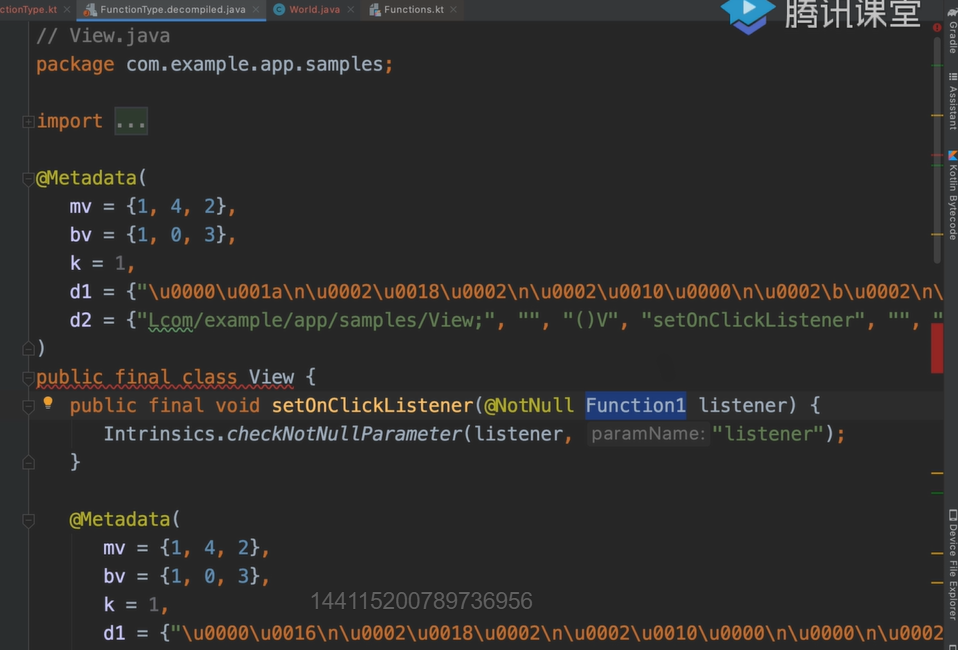 ctionType.kt × FunctionType.decompiled.java × World.java × Functions.kt ×
腾讯课堂
// View.java
package com.example.app.samples;
import ...
@Metadata(
mv = {1, 4, 2},
bv = {1, 0, 3},
k = 1,
d1 = {"\u0000\u001a\n\u0002\u0018\u0002\n\u0002\u0010\u0000\n\u0002\b\u0002\n\
d2 = {"Lcom/example/app/samples/View;", "", "()V", "setOnClickListener", "", "
)
public final class View {
public final void setOnClickListener(@NotNull Function1 listener) {
Intrinsics.checkNotNullParameter(listener, paramName: "listener");
}
@Metadata(
mv = {1, 4, 2},
bv = {1, 0, 3},
k = 1,
d1 = {"\u0000\u0016\n\u0002\u0018\u0002\n\u0002\u0010\u0000\n\u0000\n\u0002
144115200789736956
Gradle
Assistant
Kotlin Bytecode
Device File Explorer